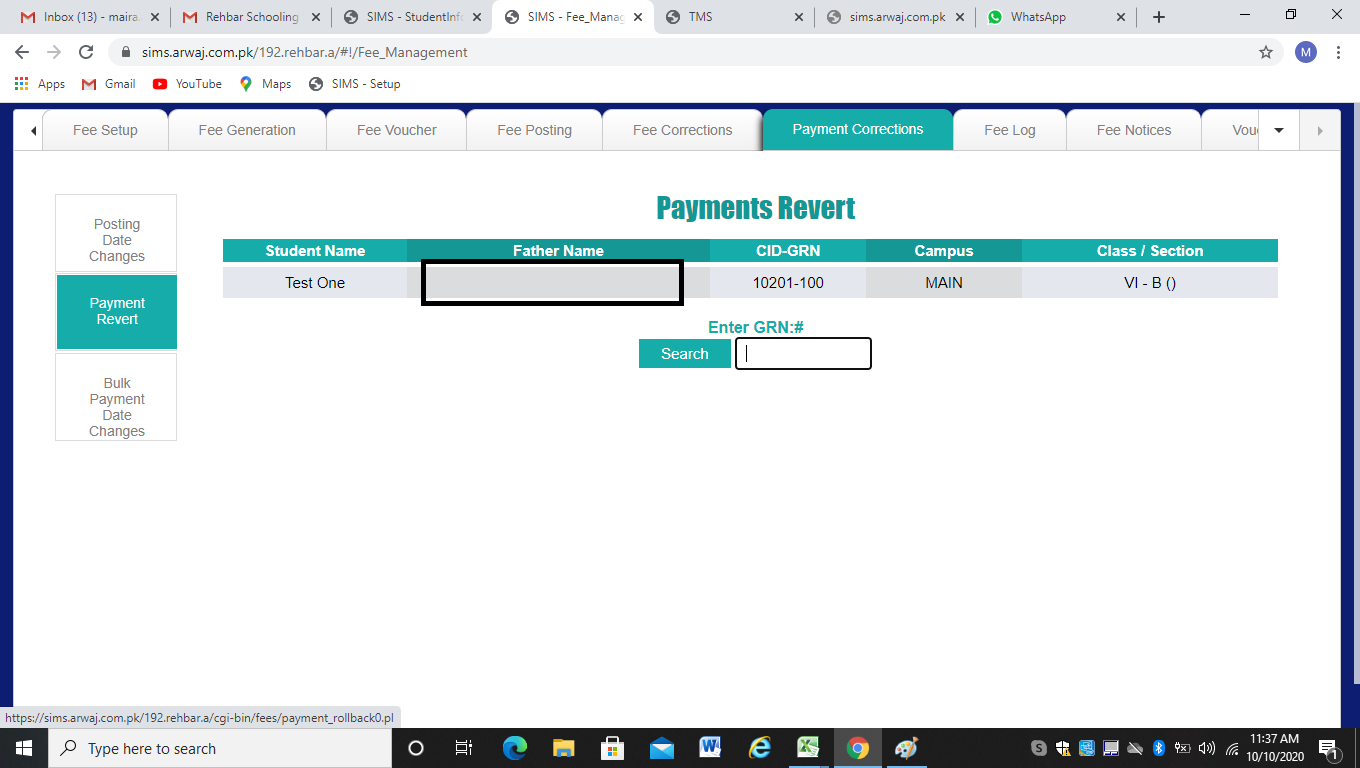 Inbox (13) - maira.
Rehbar Schooling
SIMS - StudentInfo
SIMS - Fee_Manag
TMS
sims.arwaj.com.pk
WhatsApp
sims.arwaj.com.pk/192.rehbar.a/#!/Fee_Management
M
Apps
Gmail
YouTube
Maps
SIMS - Setup
Fee Setup
Fee Generation
Fee Voucher
Fee Posting
Fee Corrections
Payment Corrections
Fee Log
Fee Notices
Vou
Posting
Date
Changes
Payment
Revert
Bulk
Payment
Date
Changes
Payments Revert
Student Name Father Name CID-GRN Campus Class / Section
Test One 10201-100 MAIN VI - B ()
Enter GRN:#
Search
https://sims.arwaj.com.pk/192.rehbar.a/cgi-bin/fees/payment_rollback0.pl
Type here to search
11:37 AM
10/10/2020
1